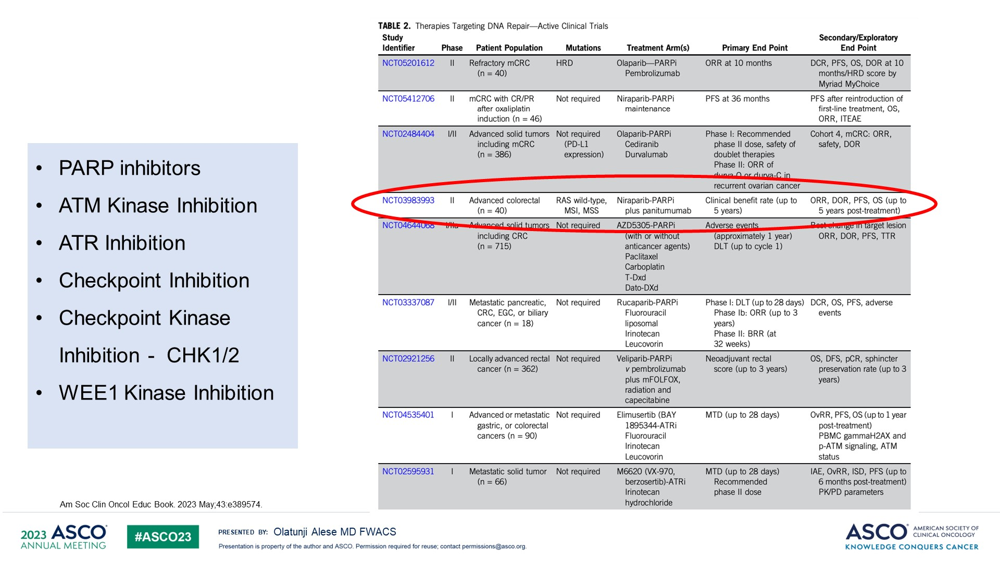 TABLE 2. Therapies Targeting DNA Repair—Active Clinical Trials
Study Identifier Phase Patient Population Mutations Treatment Arm(s) Primary End Point Secondary/Exploratory End Point
NCT05201612 II Refractory mCRC (n = 40) HRD Olaparib—PARPi Pembrolizumab ORR at 10 months DCR, PFS, OS, DOR at 10 months/HRD score by Myriad MyChoice
NCT05412706 II mCRC with CR/PR after oxaliplatin induction (n = 46) Not required Niraparib-PARPi maintenance PFS at 36 months PFS after reintroduction of first-line treatment, OS, ORR, ITEAE
NCT02484404 I/II Advanced solid tumors including mCRC (n = 386) Not required (PD-L1 expression) Olaparib-PARPi Cediranib Durvalumab Phase I: Recommended phase II dose, safety of doublet therapies Phase II: ORR of durva-O or durva-C in recurrent ovarian cancer Cohort 4, mCRC: ORR, safety, DOR
NCT03983993 II Advanced colorectal (n = 40) RAS wild-type, MSI, MSS Niraparib-PARPi plus panitumumab Clinical benefit rate (up to 5 years) ORR, DOR, PFS, OS (up to 5 years post-treatment)
NCT04644068 I/IIa Advanced solid tumors including CRC (n = 715) Not required AZD5305-PARPi (with or without anticancer agents) Paclitaxel Carboplatin T-Dxd Dato-DXd Adverse events (approximately 1 year) DLT (up to cycle 1) Best change in target lesion ORR, DOR, PFS, TTR
NCT03337087 I/II Metastatic pancreatic, CRC, EGC, or biliary cancer (n = 18) Not required Rucaparib-PARPi Fluorouracil liposomal Irinotecan Leucovorin Phase I: DLT (up to 28 days) Phase Ib: ORR (up to 3 years) Phase II: BRR (at 32 weeks) DCR, OS, PFS, adverse events
NCT02921256 II Locally advanced rectal cancer (n = 362) Not required Veliparib-PARPi v pembrolizumab plus mFOLFOX, radiation and capecitabine Neoadjuvant rectal score (up to 3 years) OS, DFS, pCR, sphincter preservation rate (up to 3 years)
NCT04535401 I Advanced or metastatic gastric, or colorectal cancers (n = 90) Not required Elimusertib (BAY 1895344-ATRi Fluorouracil Irinotecan Leucovorin MTD (up to 28 days) OvRR, PFS, OS (up to 1 year post-treatment) PBMC gammaH2AX and p-ATM signaling, ATM status
NCT02595931 I Metastatic solid tumor (n = 66) Not required M6620 (VX-970, berzosertib)-ATRi Irinotecan hydrochloride MTD (up to 28 days) Recommended phase II dose IAE, OvRR, ISD, PFS (up to 6 months post-treatment) PK/PD parameters
• PARP inhibitors
• ATM Kinase Inhibition
• ATR Inhibition
• Checkpoint Inhibition
• Checkpoint Kinase
Inhibition - CHK1/2
• WEE1 Kinase Inhibition
Am Soc Clin Oncol Educ Book. 2023 May;43:e389574.
2023 ASCO
ANNUAL MEETING
#ASCO23
PRESENTED BY: Olatunji Alese MD FWACS
Presentation is property of the author and ASCO. Permission required for reuse; contact permissions@asco.org.
ASCO AMERICAN SOCIETY OF
CLINICAL ONCOLOGY
KNOWLEDGE CONQUERS CANCER